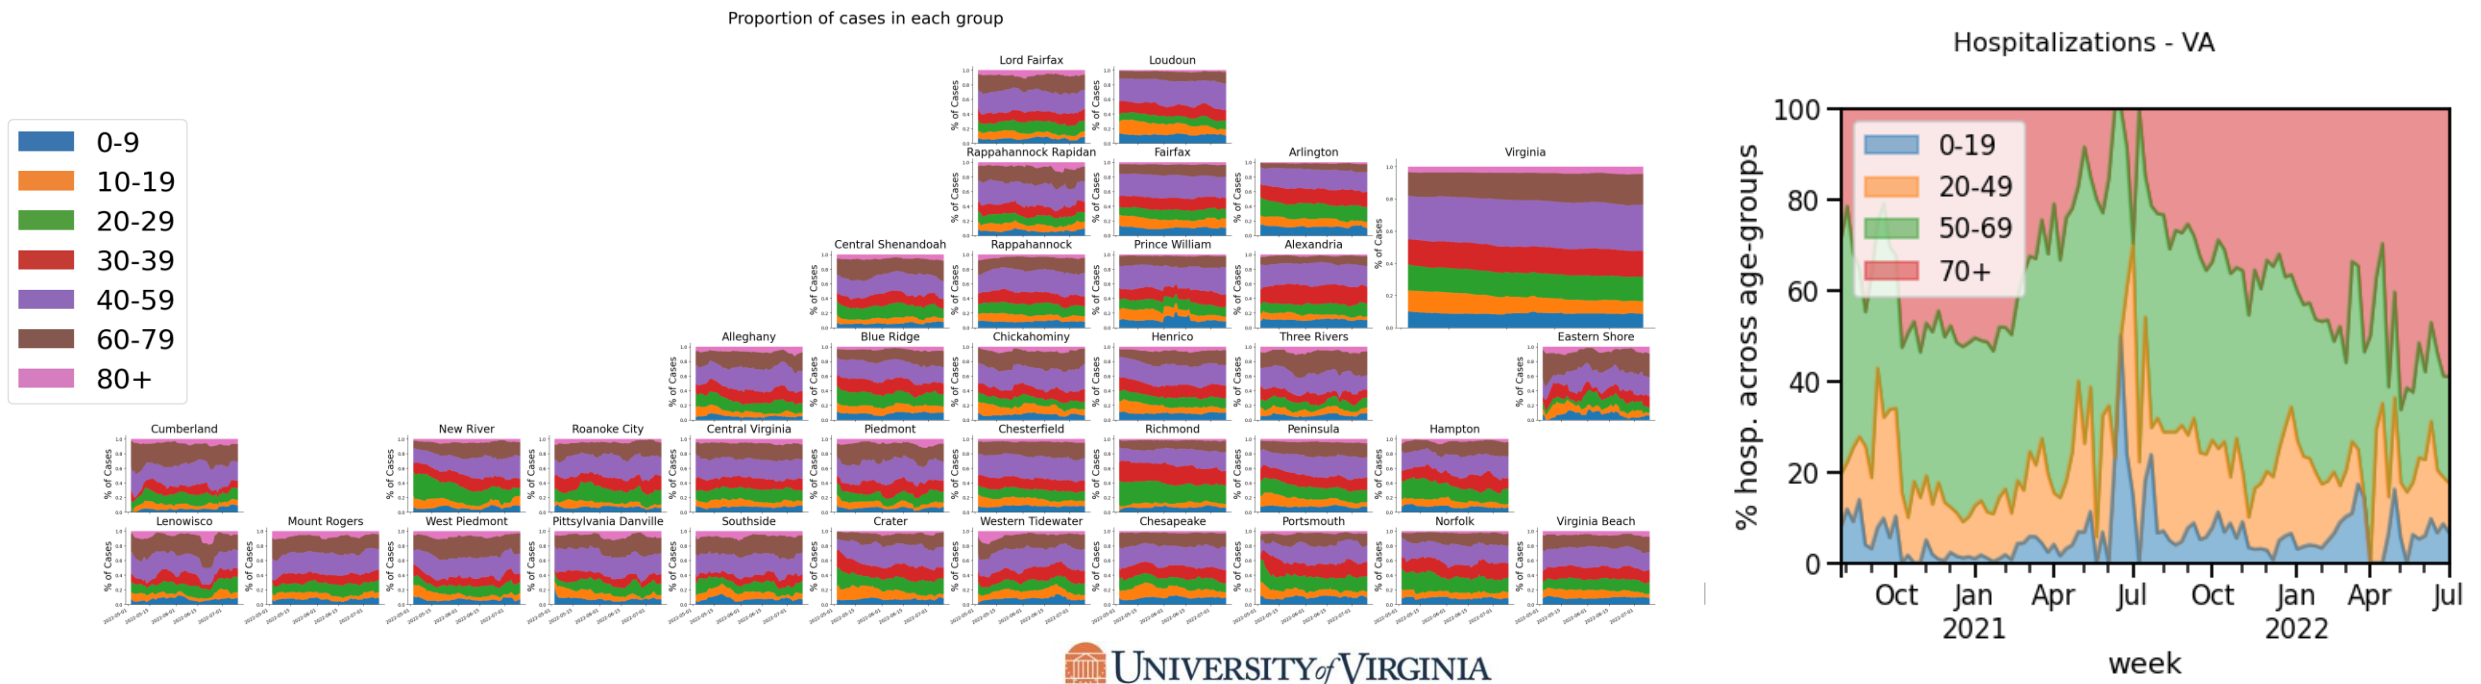 Proportion of cases in each group
0-9
10-19
20-29
30-39
40-59
60-79
80+
Lord Fairfax
Loudoun
Rappahannock Rapidan
Fairfax
Arlington
Virginia
Central Shenandoah
Rappahannock
Prince William
Alexandria
Alleghany
Blue Ridge
Chickahominy
Henrico
Three Rivers
Eastern Shore
Cumberland
New River
Roanoke City
Central Virginia
Piedmont
Chesterfield
Richmond
Peninsula
Hampton
Lenowisco
Mount Rogers
West Piedmont
Pittsylvania Danville
Southside
Crater
Western Tidewater
Chesapeake
Portsmouth
Norfolk
Virginia Beach
% of Cases
UNIVERSITY of VIRGINIA
Hospitalizations - VA
% hosp. across age-groups
100
80
60
40
20
0
0-19
20-49
50-69
70+
Oct Jan Apr Jul Oct Jan Apr Jul
2021 2022
week